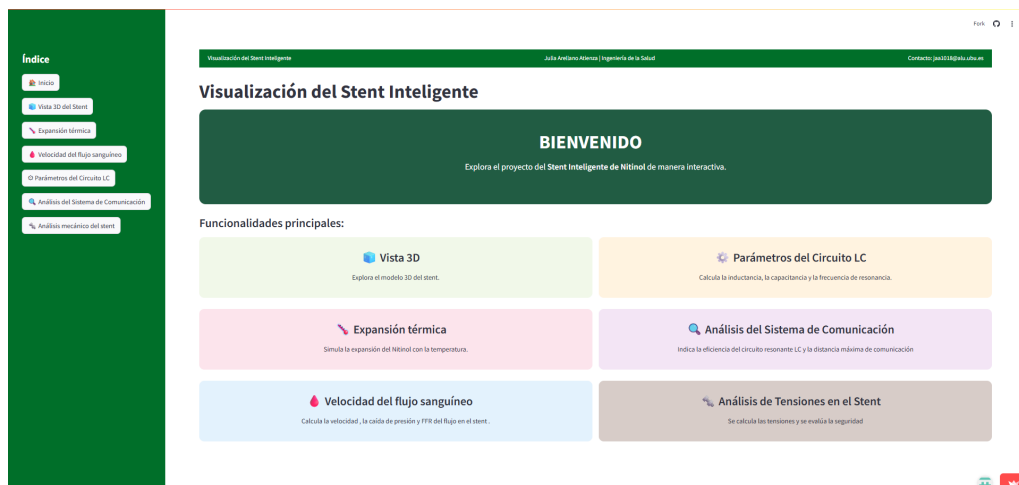 Fork
Índice
Inicio
Vista 3D del Stent
Expansión térmica
Velocidad del flujo sanguíneo
Parámetros del Circuito LC
Análisis del Sistema de Comunicación
Análisis mecánico del stent
Visualización del Stent Inteligente
Julia Arellano Atienza | Ingeniería de la Salud
Contacto: jaa1018@alu.ubu.es
Visualización del Stent Inteligente
BIENVENIDO
Explora el proyecto del Stent Inteligente de Nitinol de manera interactiva.
Funcionalidades principales:
Vista 3D
Explora el modelo 3D del stent.
Parámetros del Circuito LC
Calcula la inductancia, la capacitancia y la frecuencia de resonancia.
Expansión térmica
Simula la expansión del Nitinol con la temperatura.
Análisis del Sistema de Comunicación
Indica la eficiencia del circuito resonante LC y la distancia máxima de comunicación
Velocidad del flujo sanguíneo
Calcula la velocidad , la caída de presión y FFR del flujo en el stent .
Análisis de Tensiones en el Stent
Se calcula las tensiones y se evalúa la seguridad